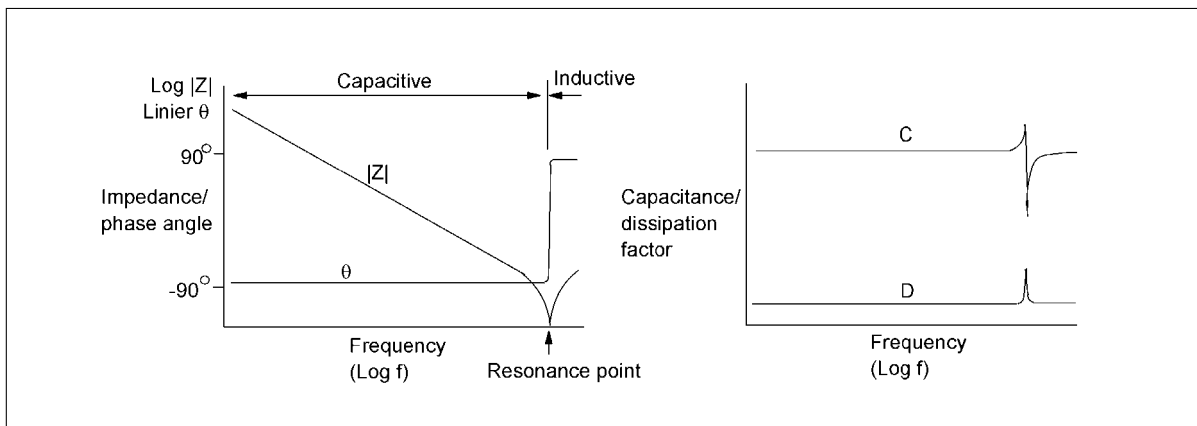 Log |Z|
Linier θ
90°
Impedance/
phase angle
-90°
Capacitive
Inductive
|Z|
θ
Frequency
(Log f)
Resonance point
Capacitance/
dissipation
factor
C
D
Frequency
(Log f)